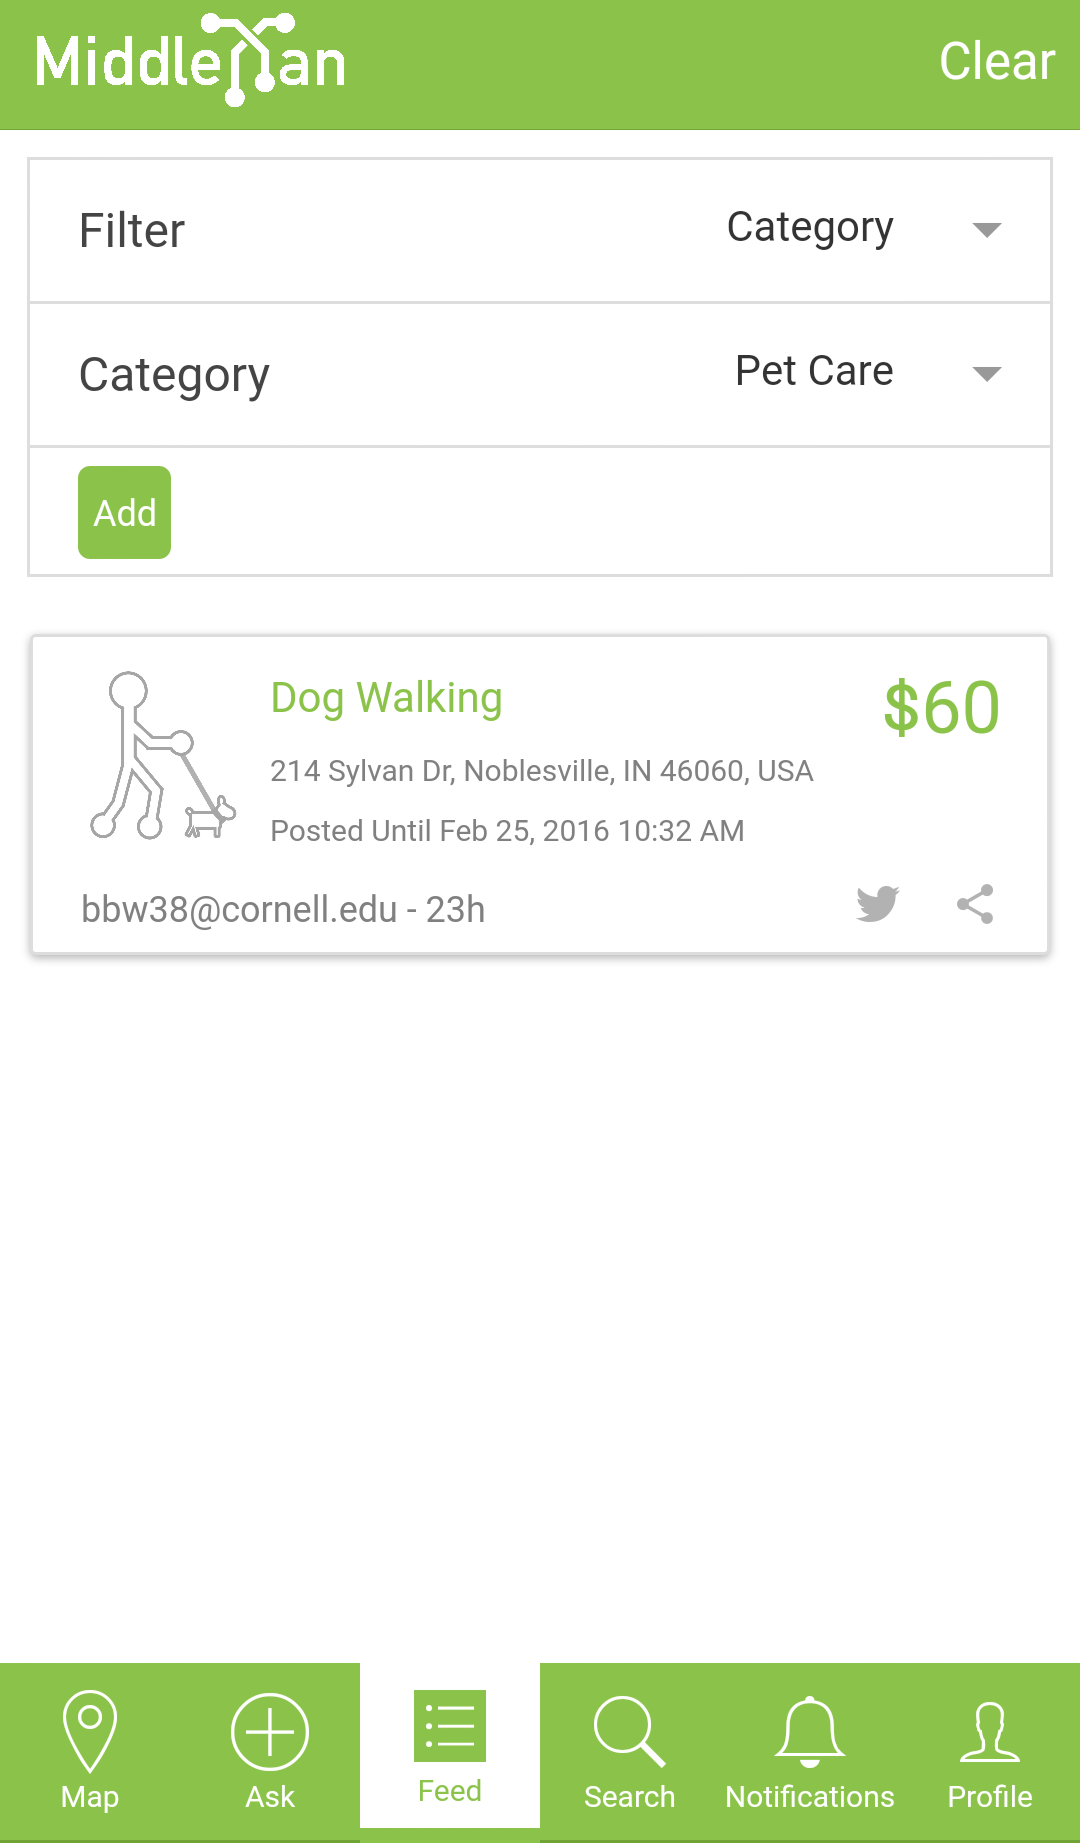 MiddleMan
Clear
Filter
Category
Category
Pet Care
Add
Dog Walking
$60
214 Sylvan Dr, Noblesville, IN 46060, USA
Posted Until Feb 25, 2016 10:32 AM
bbw38@cornell.edu - 23h
Map
Ask
Feed
Search
Notifications
Profile